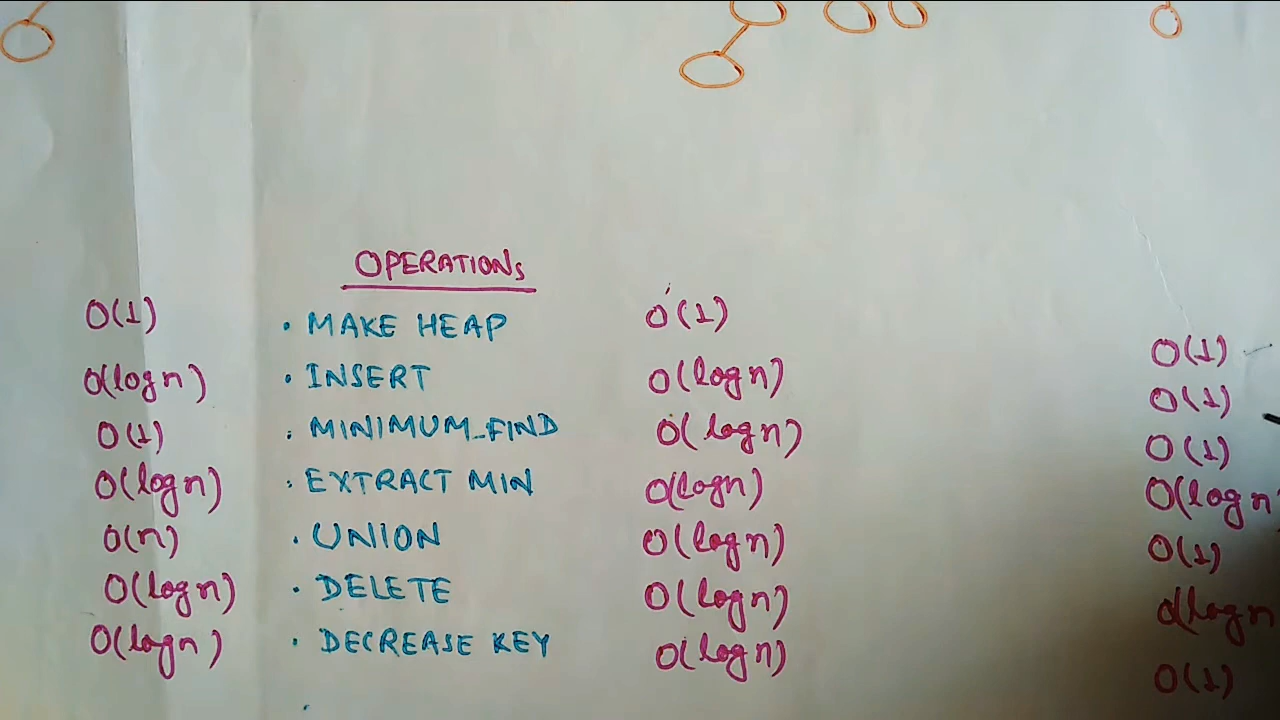 OPERATIONS
O(1) . MAKE HEAP O(1)
O(1)
O(log n) . INSERT O(log n)
O(1)
O(1) . MINIMUM_FIND O(log n)
O(1)
O(log n) . EXTRACT MIN O(log n)
O(log n
O(n) . UNION O(log n)
O(1)
O(log n) . DELETE O(log n)
O(log n
O(log n) . DECREASE KEY O(log n)
O(1)